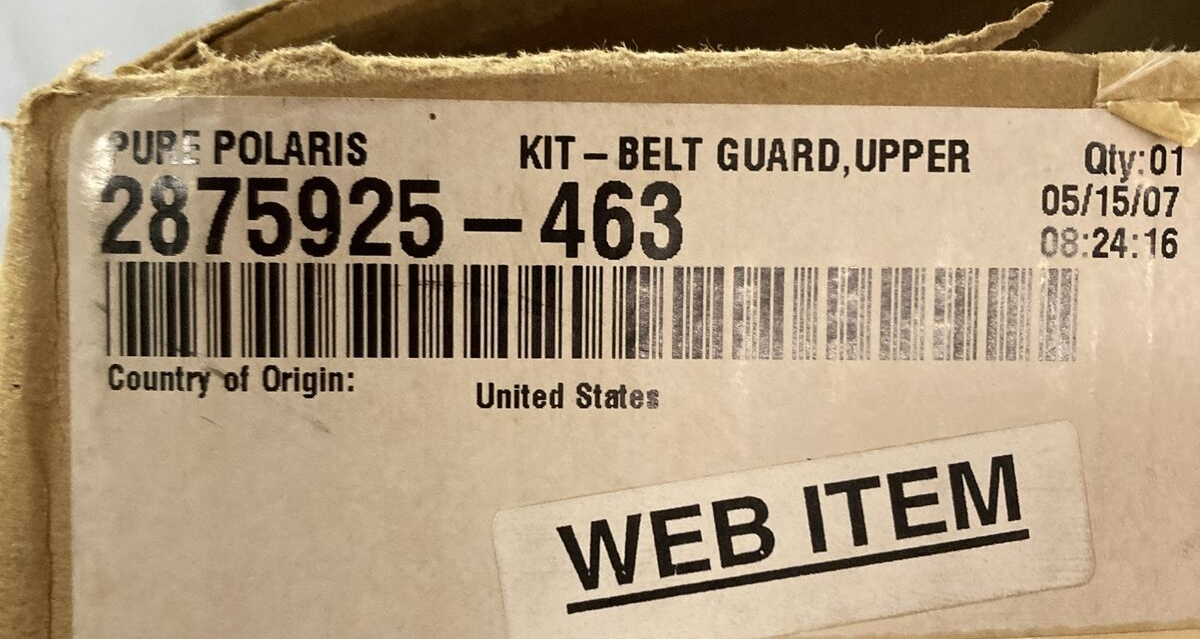 PURE POLARIS KIT – BELT GUARD,UPPER Qty:01
2875925 – 463 05/15/07
08:24:16
Country of Origin: United States
WEB ITEM